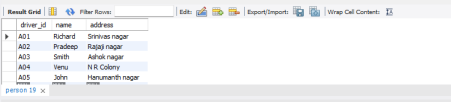 Result Grid Filter Rows: Edit: Export/Import: Wrap Cell Content:
driver_id name address
A01 Richard Srinivas nagar
A02 Pradeep Rajaji nagar
A03 Smith Ashok nagar
A04 Venu N R Colony
A05 John Hanumanth nagar
person 19 x